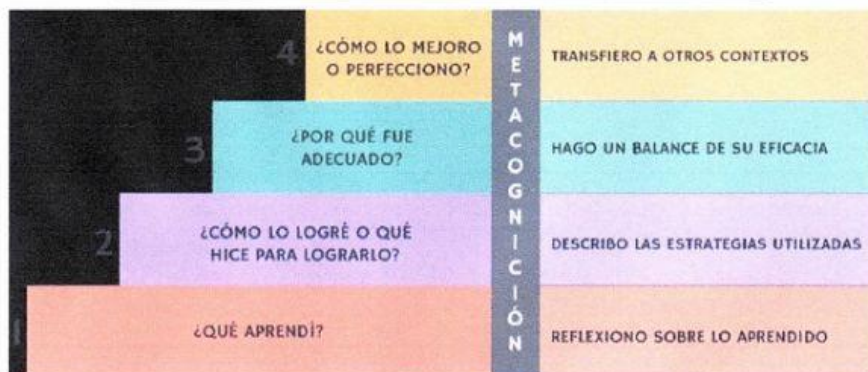 4
¿CÓMO LO MEJORO
O PERFECCIONO?
TRANSFIERO A OTROS CONTEXTOS
3
¿POR QUÉ FUE
ADECUADO?
HAGO UN BALANCE DE SU EFICACIA
2
¿CÓMO LO LOGRÉ O QUÉ
HICE PARA LOGRARLO?
DESCRIBO LAS ESTRATEGIAS UTILIZADAS
1
¿QUÉ APRENDÍ?
REFLEXIONO SOBRE LO APRENDIDO
METACOGNICIÓN